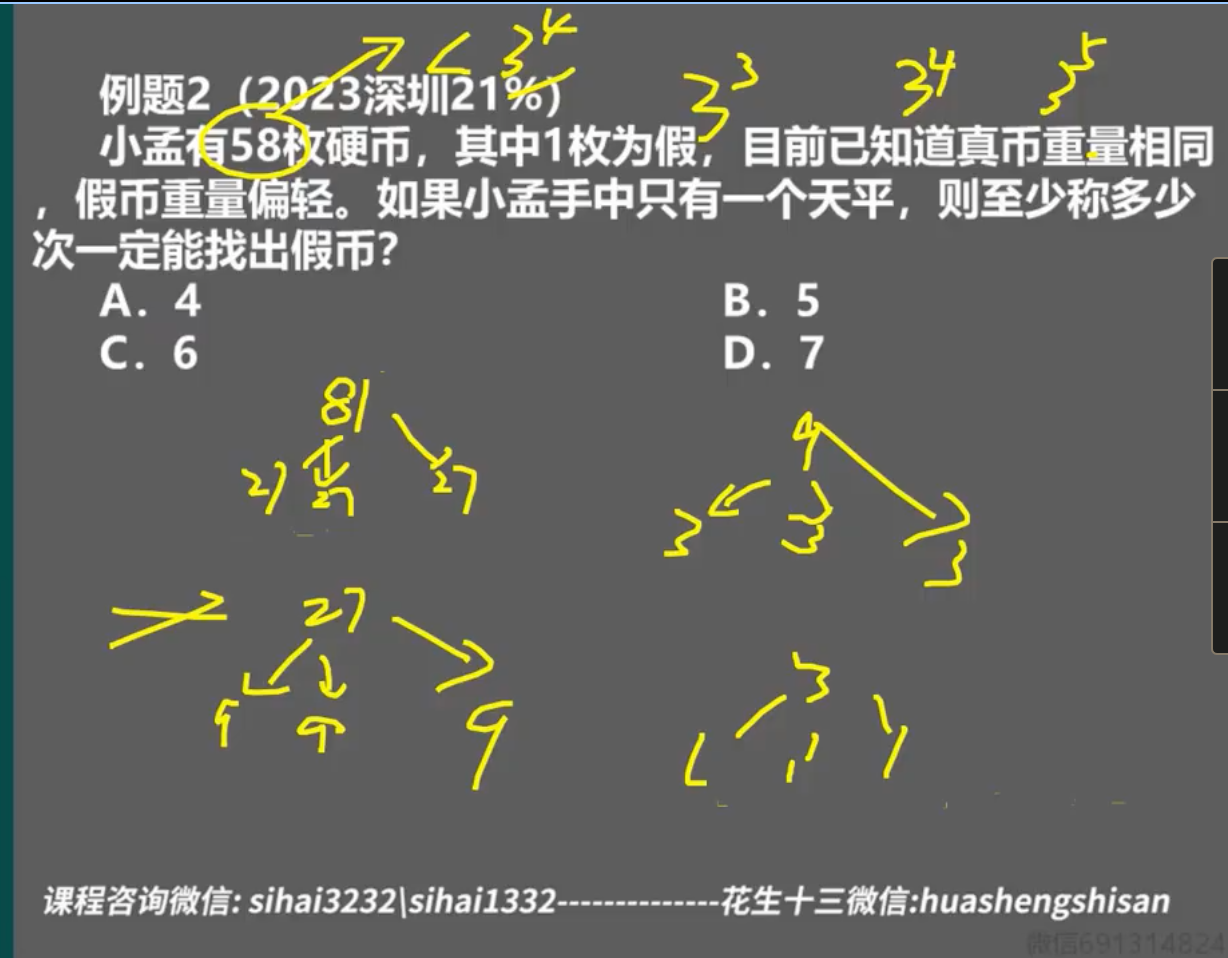 < 3^4
3^3 3^4 3^5
例题2（2023深圳21%）
小孟有58枚硬币，其中1枚为假，目前已知道真币重量相同
，假币重量偏轻。如果小孟手中只有一个天平，则至少称多少
次一定能找出假币？
A．4 B．5
C．6 D．7
81
27 27 27
9
3 3 3
27
9 9 9
3
1 1 1
课程咨询微信: sihai3232\sihai1332--------------花生十三微信:huashengshisan
微信691314824